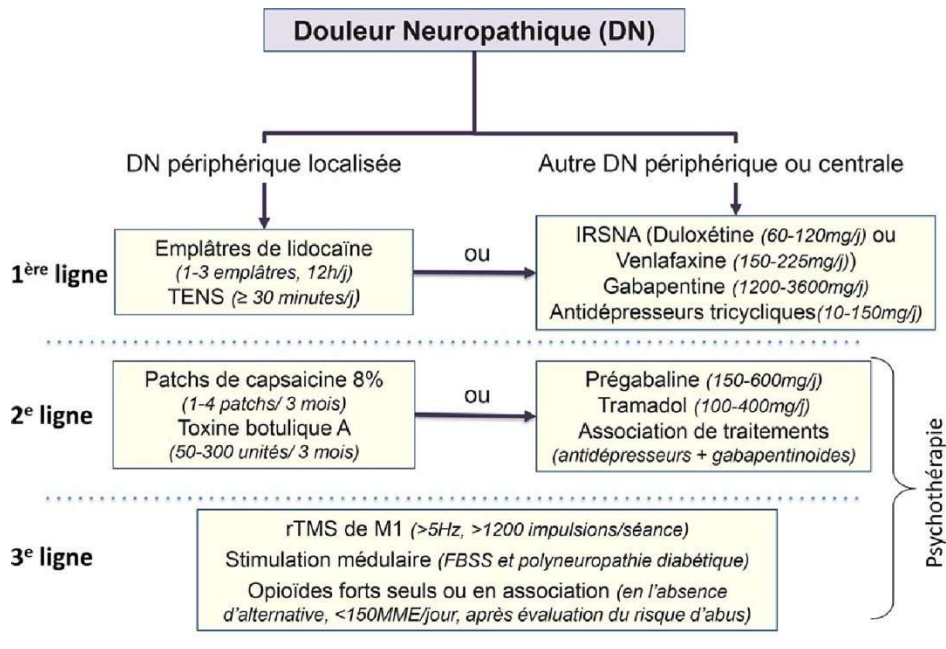 Douleur Neuropathique (DN)
DN périphérique localisée
Autre DN périphérique ou centrale
1ère ligne
Emplâtres de lidocaïne
(1-3 emplâtres, 12h/j)
TENS (≥ 30 minutes/j)
ou
IRSNA (Duloxétine (60-120mg/j) ou
Venlafaxine (150-225mg/j))
Gabapentine (1200-3600mg/j)
Antidépresseurs tricycliques(10-150mg/j)
2e ligne
Patchs de capsaicine 8%
(1-4 patchs/ 3 mois)
Toxine botulique A
(50-300 unités/ 3 mois)
ou
Prégabaline (150-600mg/j)
Tramadol (100-400mg/j)
Association de traitements
(antidépresseurs + gabapentinoides)
3e ligne
rTMS de M1 (>5Hz, >1200 impulsions/séance)
Stimulation médulaire (FBSS et polyneuropathie diabétique)
Opioïdes forts seuls ou en association (en l'absence
d'alternative, <150MME/jour, après évaluation du risque d'abus)
Psychothérapie